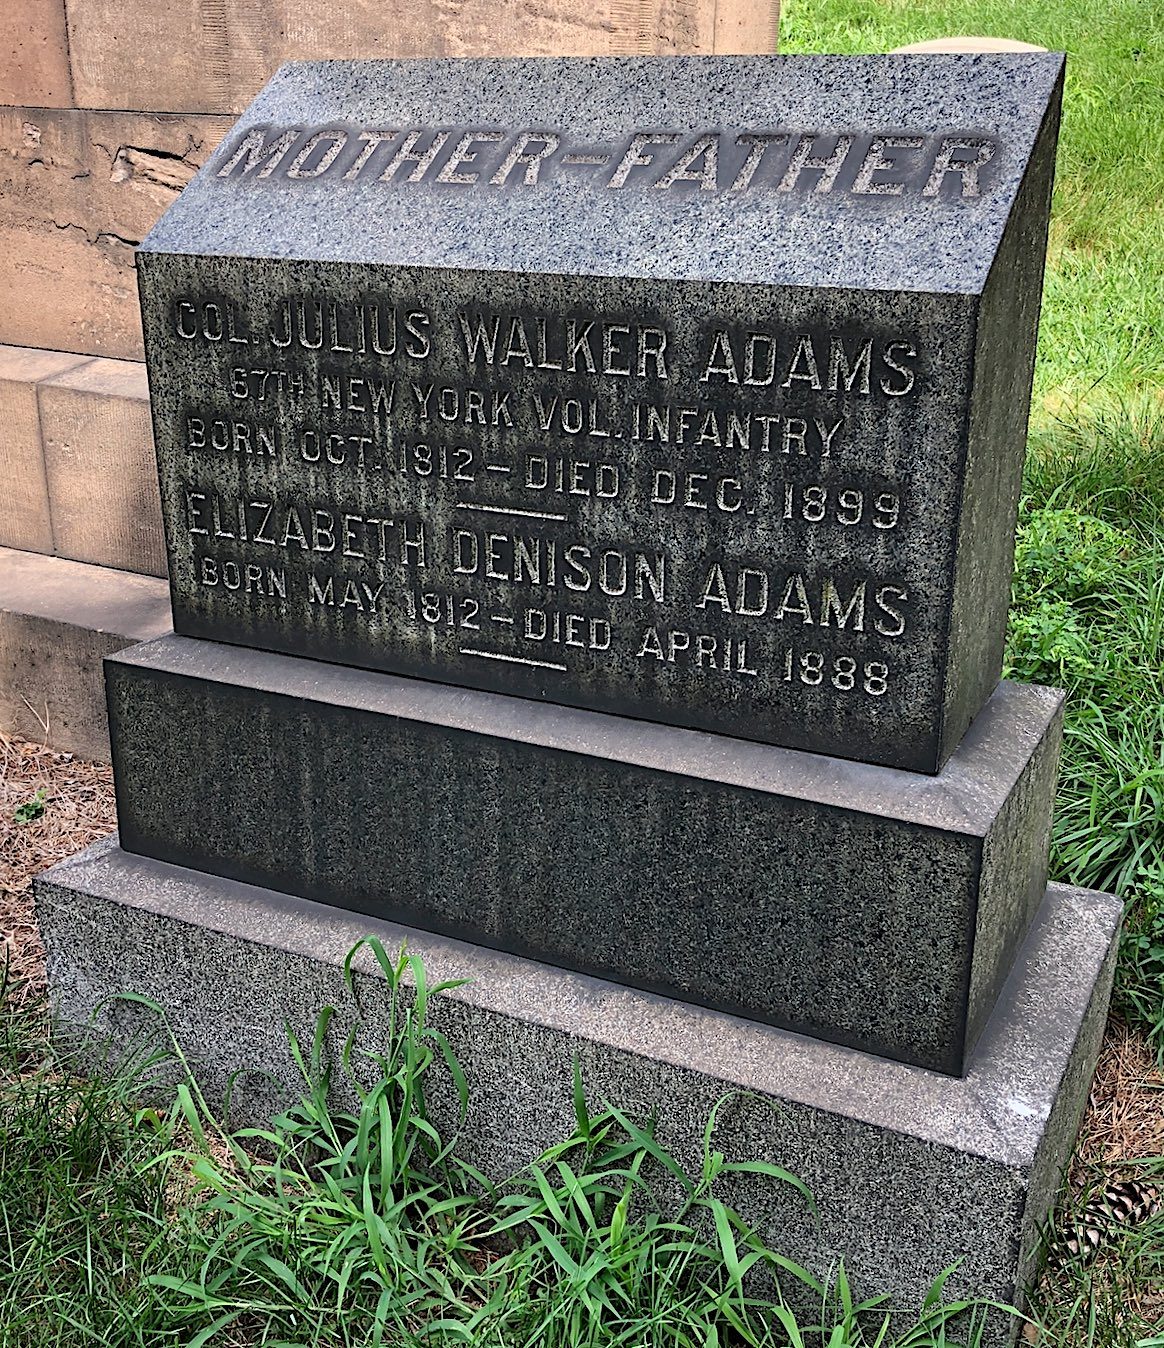 MOTHER-FATHER
COL. JULIUS WALKER ADAMS
67TH NEW YORK VOL. INFANTRY
BORN OCT. 1812 - DIED DEC. 1899
ELIZABETH DENISON ADAMS
BORN MAY 1812 - DIED APRIL 1888